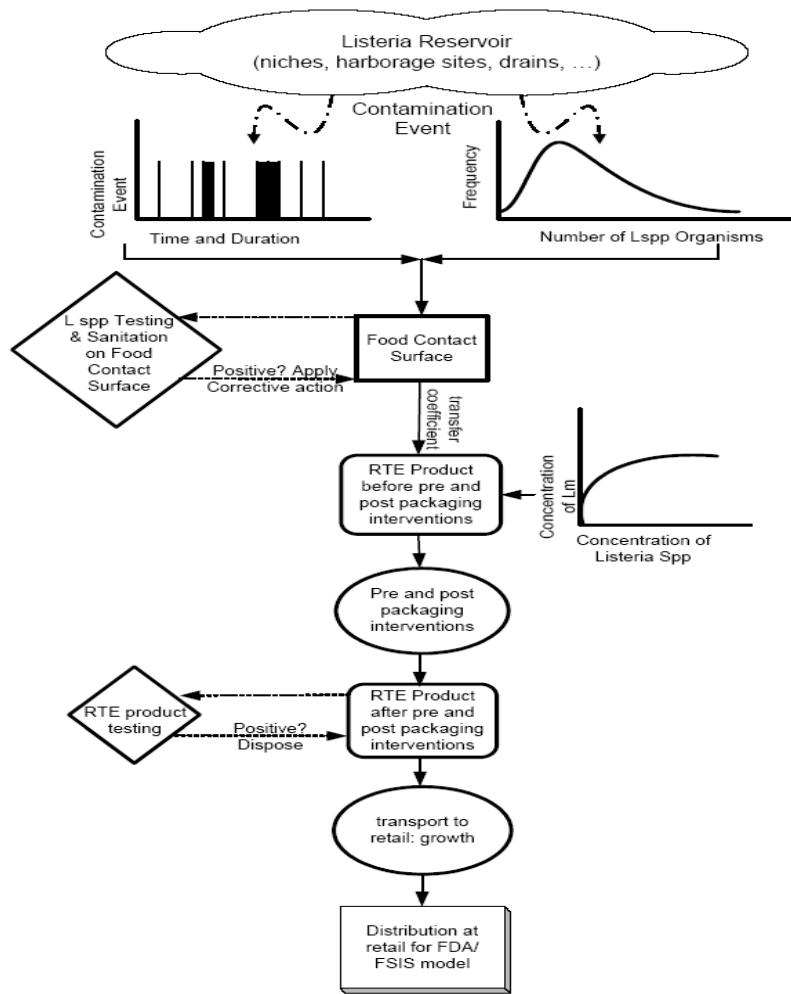 Listeria Reservoir
(niches, harborage sites, drains, ...)
Contamination
Event
Contamination
Event
Time and Duration
Frequency
Number of Lspp Organisms
L spp Testing
& Sanitation
on Food
Contact
Surface
Positive? Apply
Corrective action
Food Contact
Surface
transfer
coefficient
RTE Product
before pre and
post packaging
interventions
Concentration
of Lm
Concentration of
Listeria Spp
Pre and post
packaging
interventions
RTE product
testing
Positive?
Dispose
RTE Product
after pre and
post packaging
interventions
transport to
retail: growth
Distribution at
retail for FDA/
FSIS model